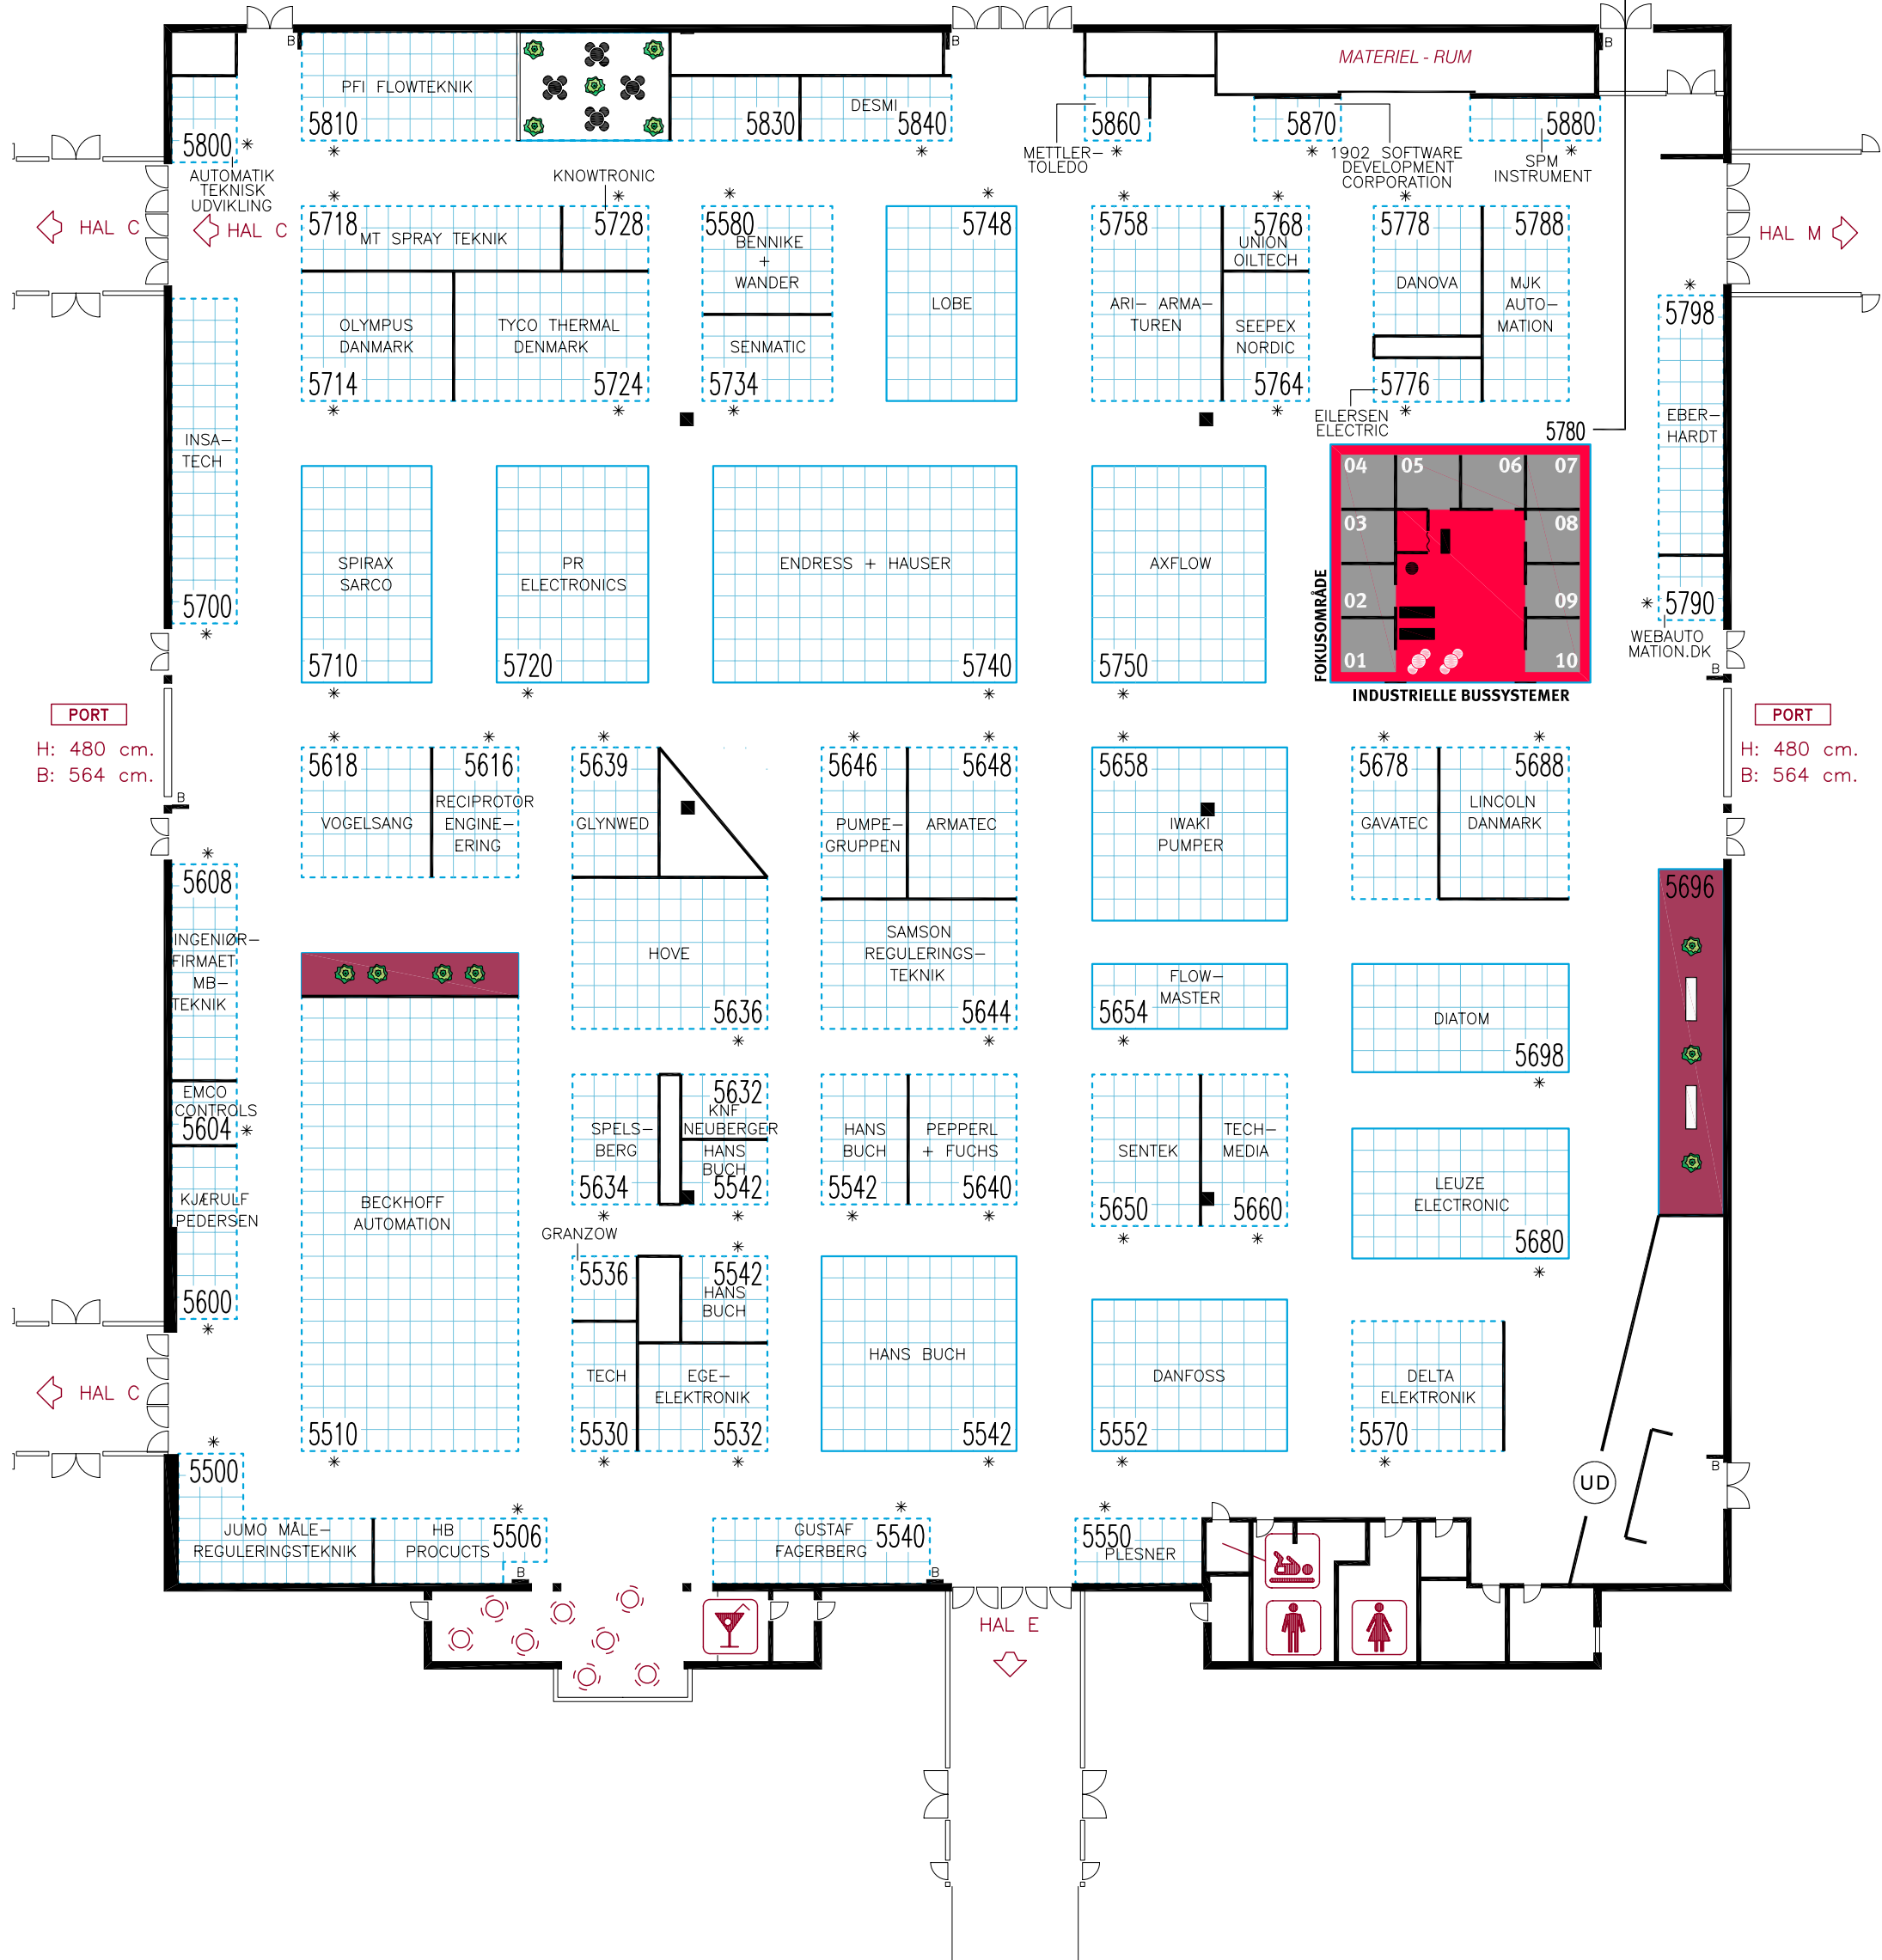 B
B
B
MATERIEL - RUM
PFI FLOWTEKNIK
5810
5800
AUTOMATIK
TEKNISK
UDVIKLING
5830
DESMI
5840
5860
METTLER-
TOLEDO
5870
1902 SOFTWARE
DEVELOPMENT
CORPORATION
5880
SPM
INSTRUMENT
HAL C
HAL C
HAL M
KNOWTRONIC
5718
MT SPRAY TEKNIK
5728
OLYMPUS
DANMARK
5714
TYCO THERMAL
DENMARK
5724
5580
BENNIKE
+
WANDER
SENMATIC
5734
5748
LOBE
5758
ARI- ARMA-
TUREN
5768
UNION
OILTECH
SEEPEX
NORDIC
5764
5778
DANOVA
5776
EILERSEN
ELECTRIC
5788
MJK
AUTO-
MATION
5798
EBER-
HARDT
5790
WEBAUTO
MATION.DK
INSA-
TECH
5700
SPIRAX
SARCO
5710
PR
ELECTRONICS
5720
ENDRESS + HAUSER
5740
AXFLOW
5750
5780
04
05
06
07
03
08
02
09
01
10
FOKUSOMRÅDE
INDUSTRIELLE BUSSYSTEMER
PORT
H: 480 cm.
B: 564 cm.
B
PORT
H: 480 cm.
B: 564 cm.
B
5618
VOGELSANG
5616
RECIPROTOR
ENGINE-
ERING
5639
GLYNWED
HOVE
5636
5646
PUMPE-
GRUPPEN
5648
ARMATEC
SAMSON
REGULERINGS-
TEKNIK
5644
5658
IWAKI
PUMPER
5678
GAVATEC
5688
LINCOLN
DANMARK
5696
5608
INGENIØR-
FIRMAET
MB-
TEKNIK
EMCO
CONTROLS
5604
KJÆRULF
PEDERSEN
5600
BECKHOFF
AUTOMATION
5510
FLOW-
MASTER
5654
DIATOM
5698
SPELS-
BERG
5634
5632
KNF
NEUBERGER
HANS
BUCH
5542
HANS
BUCH
5542
PEPPERL
+ FUCHS
5640
SENTEK
5650
TECH-
MEDIA
5660
LEUZE
ELECTRONIC
5680
GRANZOW
5536
5542
HANS
BUCH
TECH
5530
EGE-
ELEKTRONIK
5532
HANS BUCH
5542
DANFOSS
5552
DELTA
ELEKTRONIK
5570
HAL C
UD
B
5500
JUMO MÅLE-
REGULERINGSTEKNIK
HB
PROCUCTS
5506
B
GUSTAF
FAGERBERG
5540
B
5550
PLESNER
HAL E